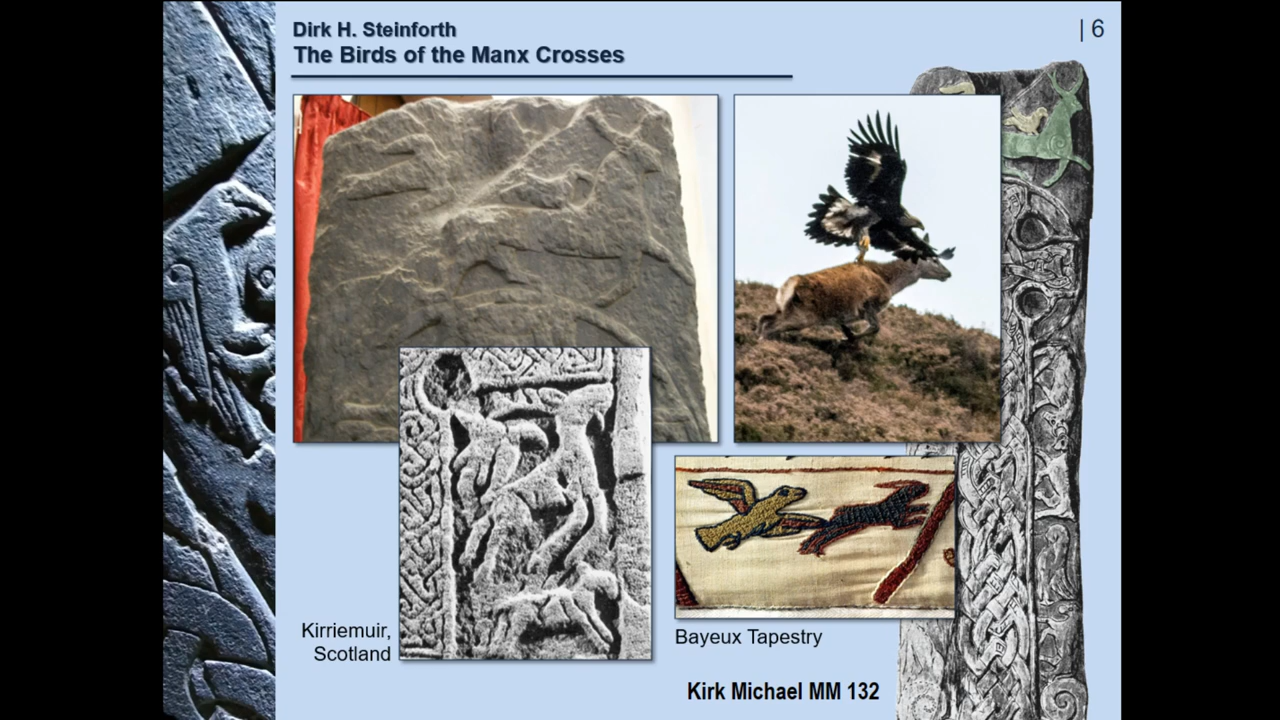 Dirk H. Steinforth
The Birds of the Manx Crosses
| 6
Kirriemuir,
Scotland
Bayeux Tapestry
Kirk Michael MM 132